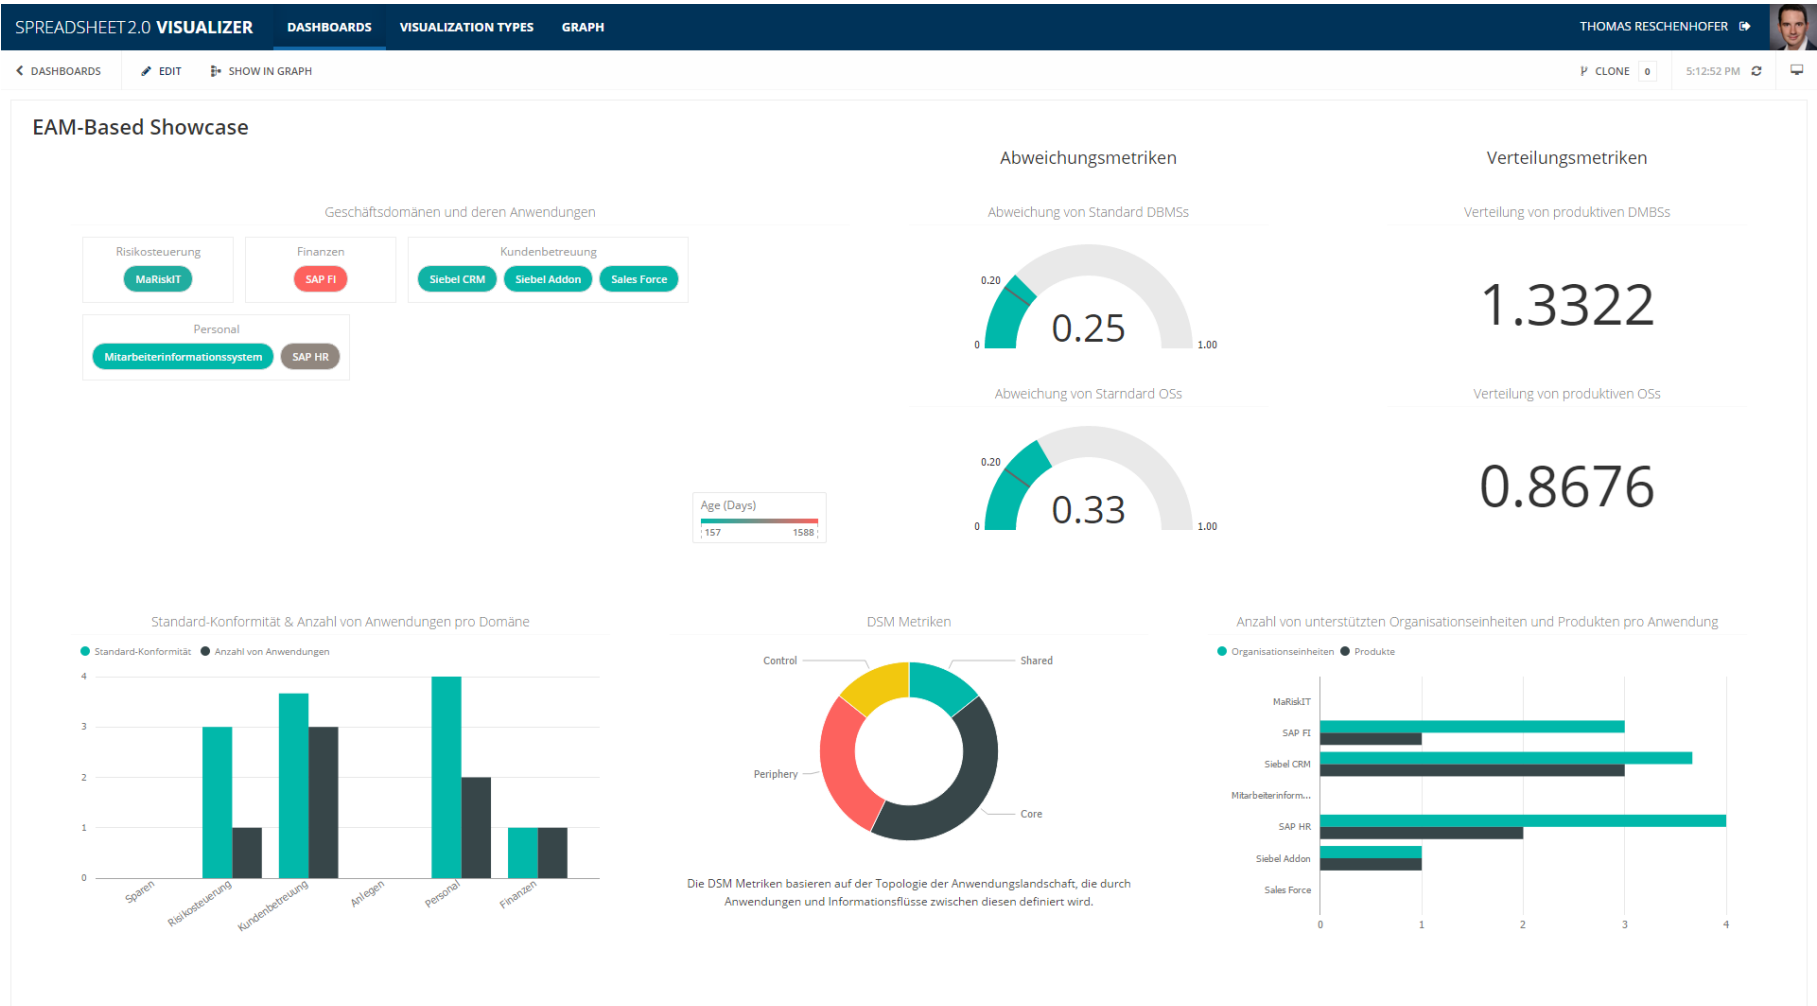 SPREADSHEET 2.0 VISUALIZER DASHBOARDS VISUALIZATION TYPES GRAPH THOMAS RESCHENHOFER
DASHBOARDS EDIT SHOW IN GRAPH CLONE 0 5:12:52 PM
EAM-Based Showcase
Abweichungsmetriken
Verteilungsmetriken
Geschäftsdomänen und deren Anwendungen
Risikosteuerung
MaRiskIT
Finanzen
SAP FI
Kundenbetreuung
Siebel CRM Siebel Addon Sales Force
Personal
Mitarbeiterinformationssystem SAP HR
Age (Days)
157 1588
Abweichung von Standard DBMSs
0.20
0.25
0 1.00
Verteilung von produktiven DMBSs
1.3322
Abweichung von Starndard OSs
0.20
0.33
0 1.00
Verteilung von produktiven OSs
0.8676
Standard-Konformität & Anzahl von Anwendungen pro Domäne
Standard-Konformität Anzahl von Anwendungen
4
3
2
1
0
Sparen Risikosteuerung Kundenbetreuung Anlegen Personal Finanzen
DSM Metriken
Control Shared
Periphery
Core
Die DSM Metriken basieren auf der Topologie der Anwendungslandschaft, die durch
Anwendungen und Informationsflüsse zwischen diesen definiert wird.
Anzahl von unterstützten Organisationseinheiten und Produkten pro Anwendung
Organisationseinheiten Produkte
MaRiskIT
SAP FI
Siebel CRM
Mitarbeiterinform...
SAP HR
Siebel Addon
Sales Force
0 1 2 3 4